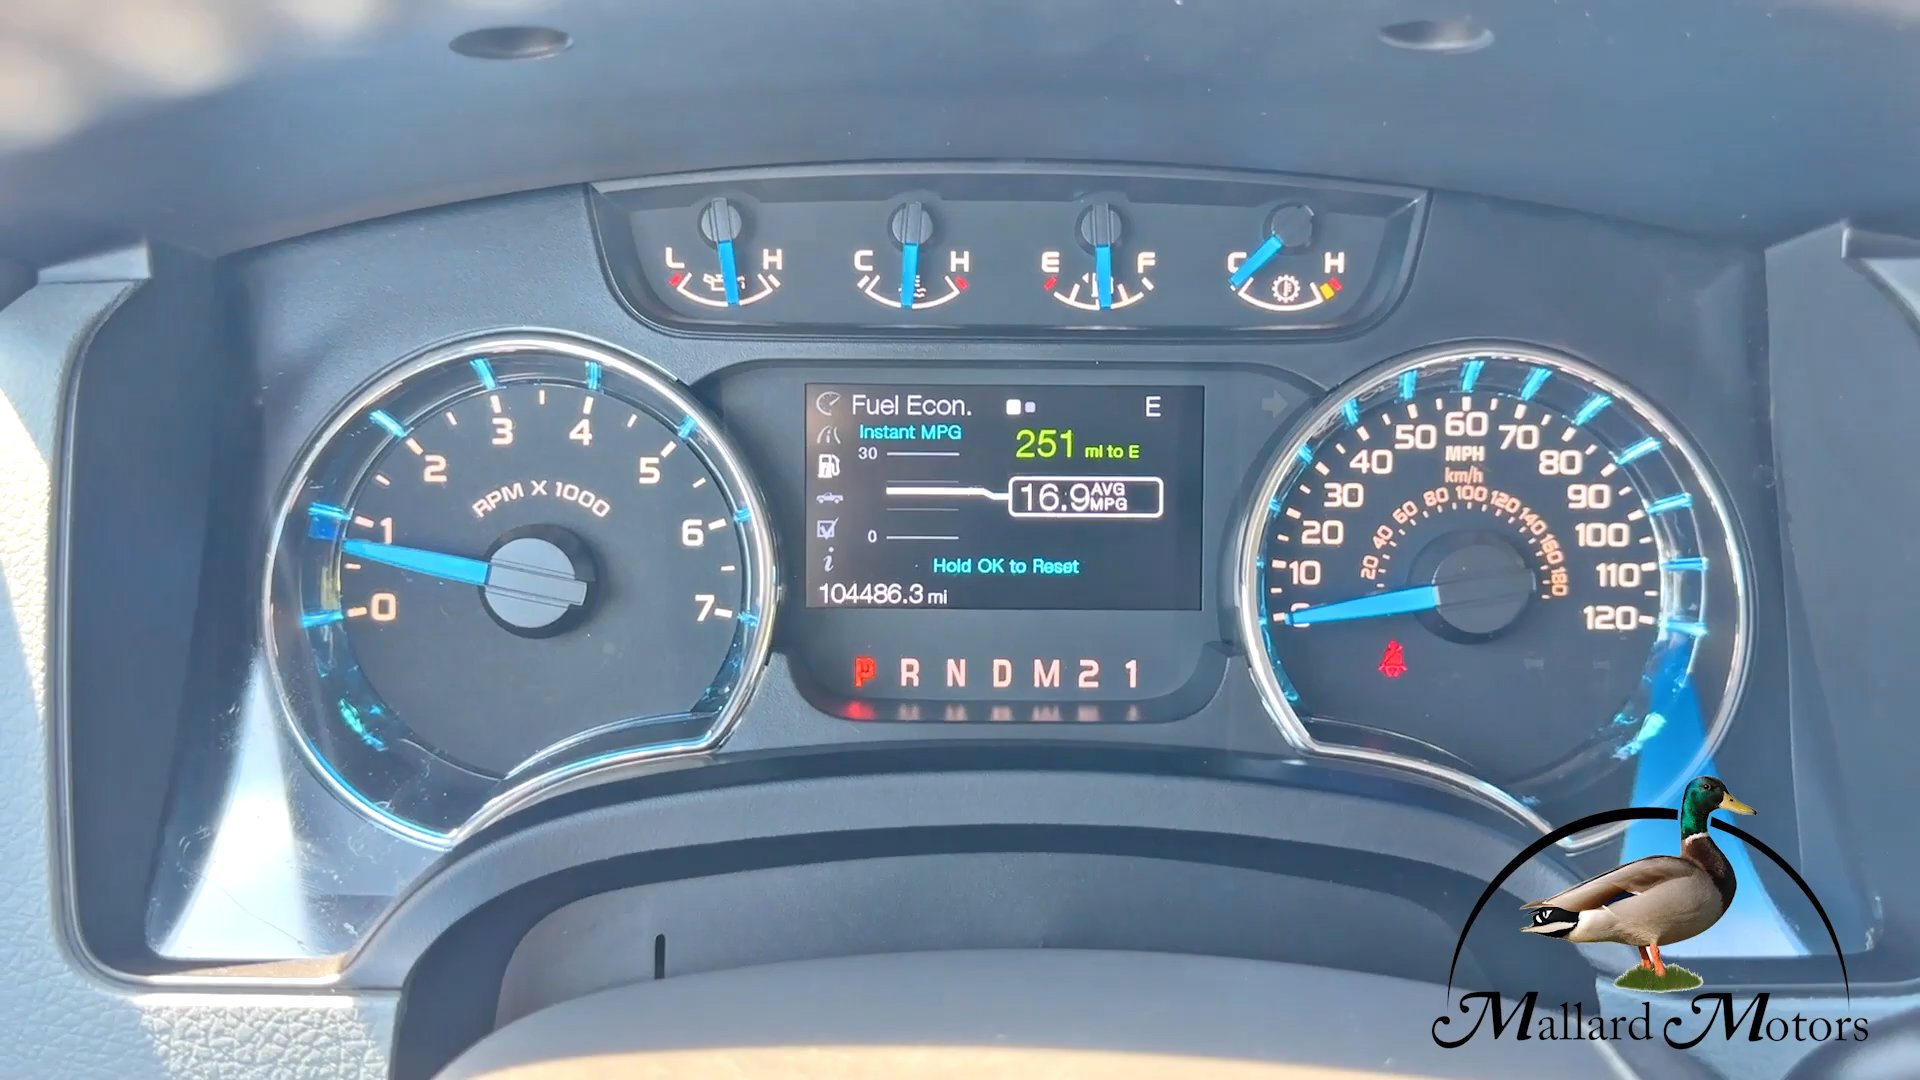 L H C H E F C H
Fuel Econ. E
Instant MPG
251 mi to E
30
16.9 AVG MPG
0
Hold OK to Reset
104486.3 mi
P R N D M 2 1
0 1 2 3 4 5 6 7
RPM X 1000
0 10 20 30 40 50 60 70 80 90 100 110 120
MPH
km/h
20 40 60 80 100 120 140 160 180
Mallard Motors